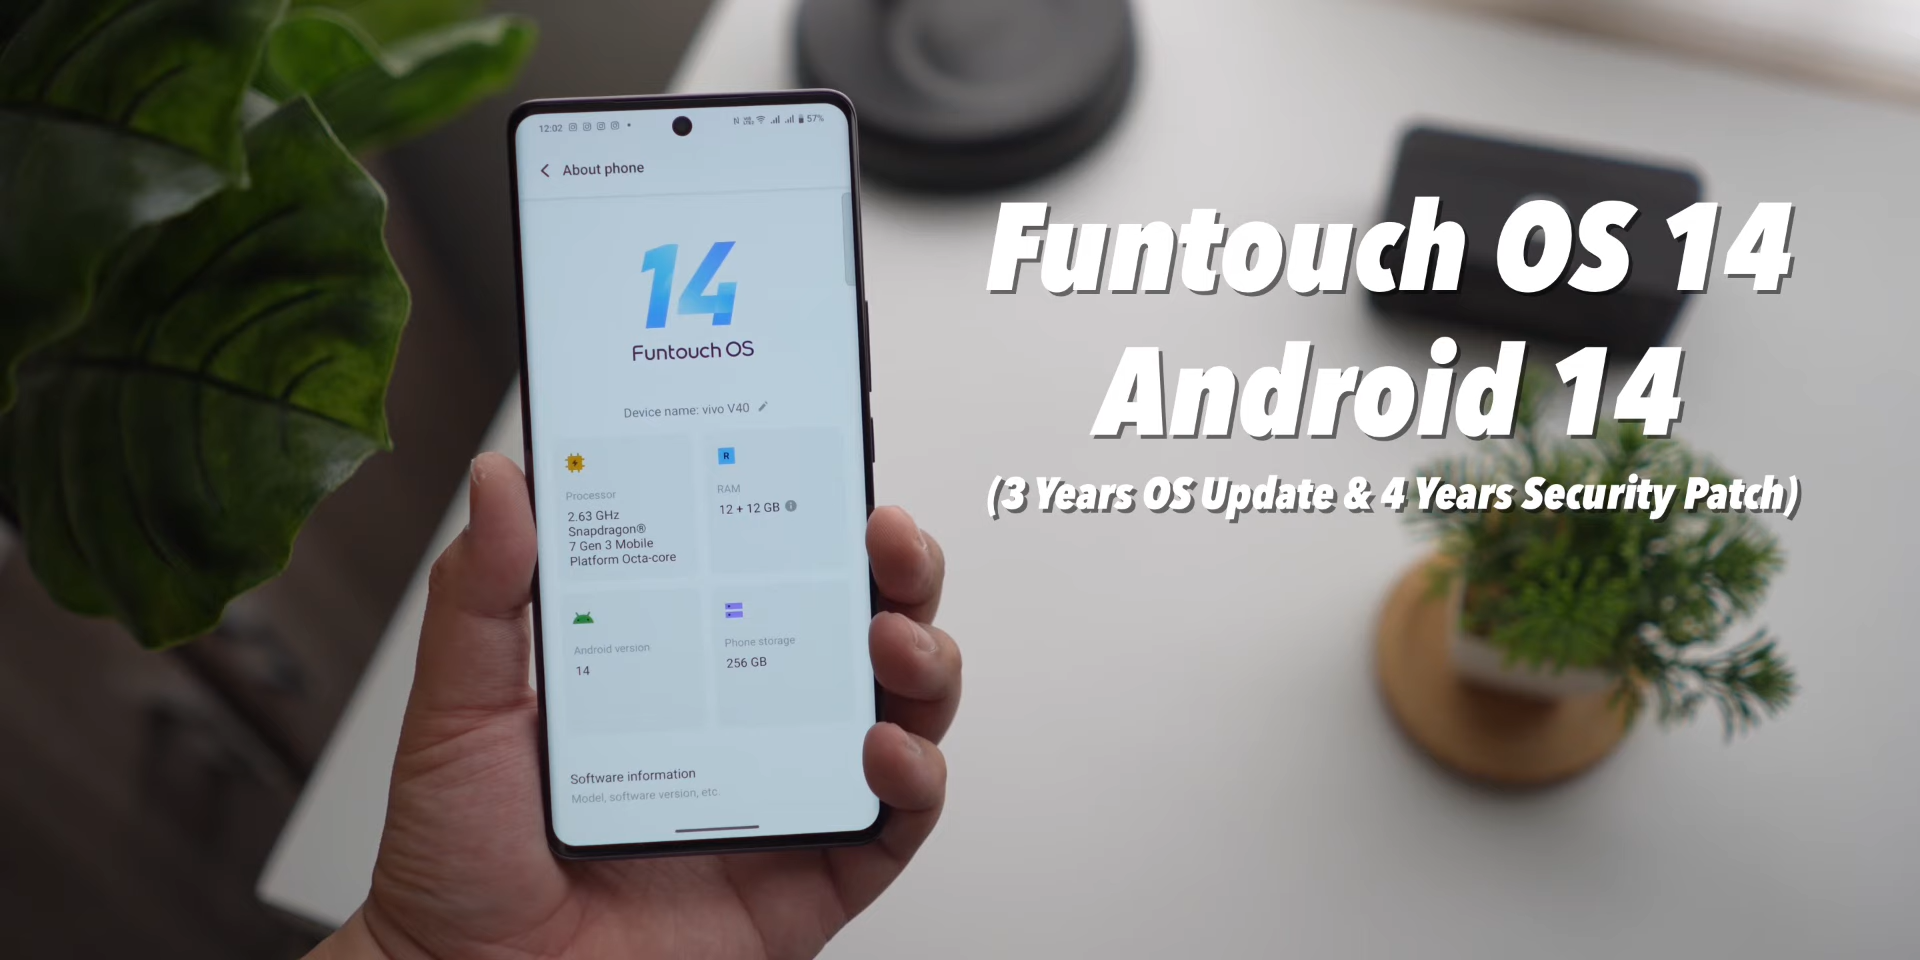 12:02
57%
About phone
14
Funtouch OS
Device name: vivo V40
Processor
2.63 GHz
Snapdragon®
7 Gen 3 Mobile
Platform Octa-core
R
RAM
12 + 12 GB
Android version
14
Phone storage
256 GB
Software information
Model, software version, etc.
Funtouch OS 14
Android 14
(3 Years OS Update & 4 Years Security Patch)